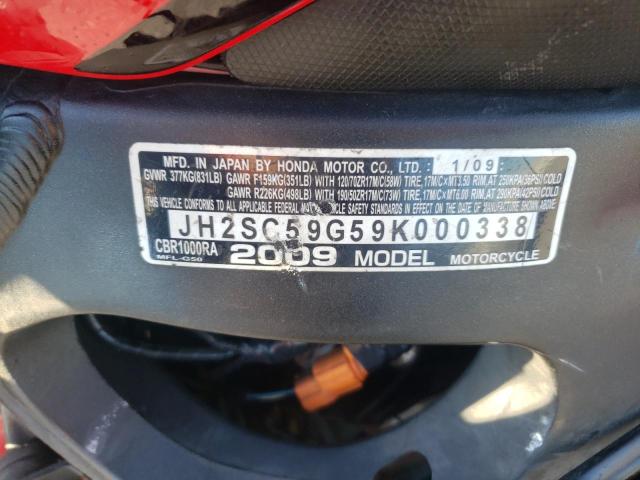 MFD. IN JAPAN BY HONDA MOTOR CO., LTD. 1/09
GVWR 377KG(831LB) GAWR F159KG(351LB) WITH 120/70ZR17M/C(58W) TIRE, 17M/C×MT3.50 RIM, AT 250KPA(36PSI) COLD
GAWR RZ26KG(498LB) WITH 190/50ZR17M/C(73W) TIRE, 17M/C×MT6.00 RIM, AT 290KPA(42PSI) COLD
THIS VEHICLE CONFORMS TO ALL APPLICABLE FEDERAL MOTOR VEHICLE
JH2SC59G59K000338
CBR1000RA 2009 MODEL MOTORCYCLE
MFL-G50